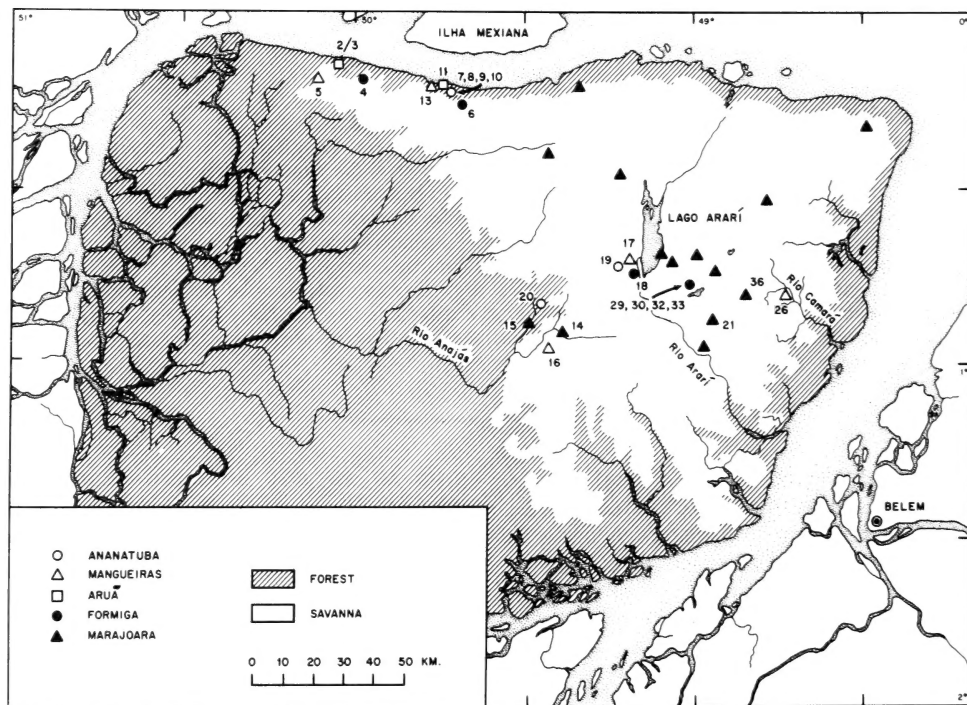 51° 50° 49° 0°
ILHA MEXIANA
2/3
11
7,8,9,10
5
4
13
6
LAGO ARARÍ
17
19
18
36
29, 30, 32, 33
26
Rio Camará
20
15
14
21
16
Rio Anajás
Rio Ararí
1°
BELEM
ANANATUBA
MANGUEIRAS
ARUÃ
FORMIGA
MARAJOARA
FOREST
SAVANNA
0 10 20 30 40 50 KM.
2°